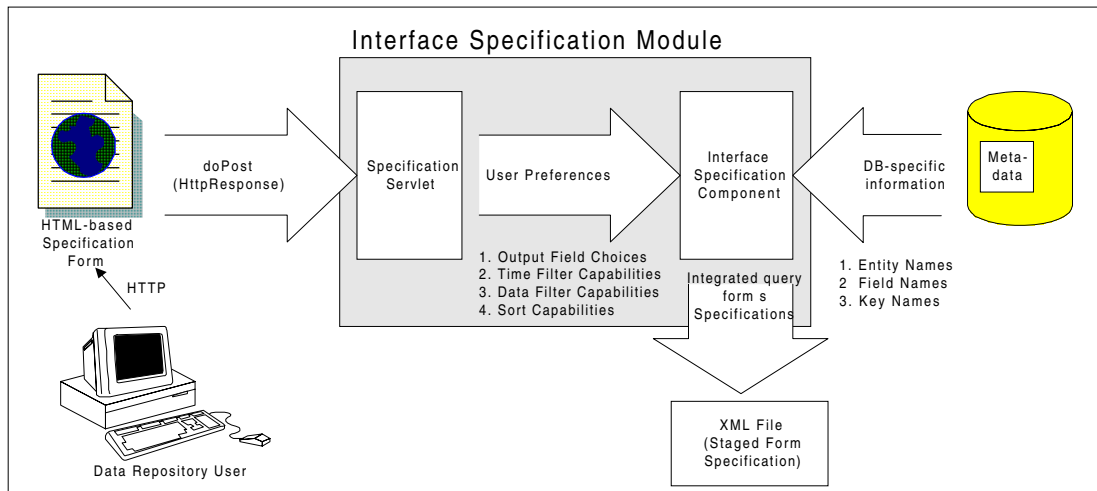 Interface Specification Module
HTML-based
Specification
Form
HTTP
Data Repository User
doPost
(HttpResponse)
Specification
Servlet
User Preferences
1. Output Field Choices
2. Time Filter Capabilities
3. Data Filter Capabilities
4. Sort Capabilities
Interface
Specification
Component
Integrated query
form s
Specifications
XML File
(Staged Form
Specification)
DB-specific
information
1. Entity Names
2 Field Names
3. Key Names
Meta-
data